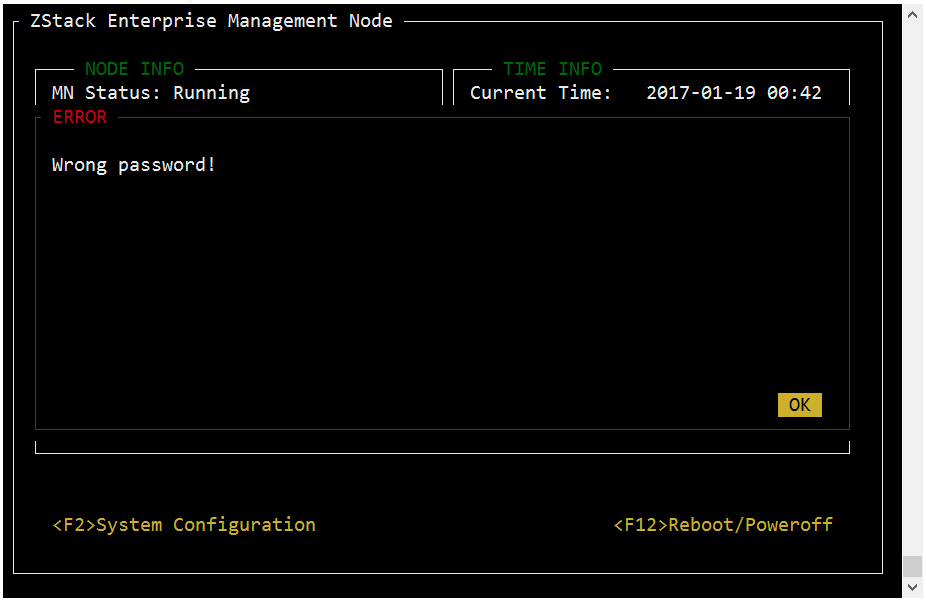 ZStack Enterprise Management Node
NODE INFO
MN Status: Running
TIME INFO
Current Time: 2017-01-19 00:42
ERROR
Wrong password!
OK
<F2>System Configuration
<F12>Reboot/Poweroff